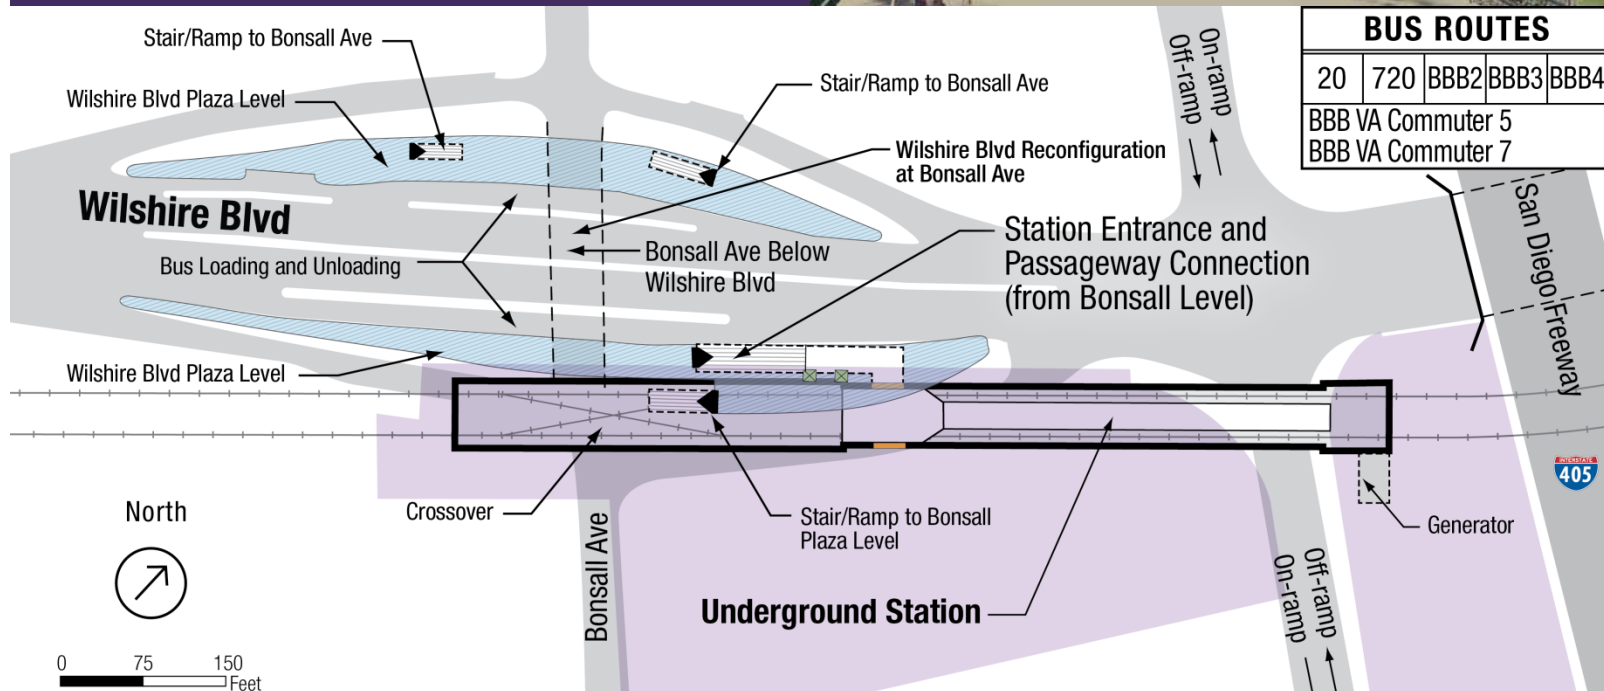 Stair/Ramp to Bonsall Ave
Wilshire Blvd Plaza Level
Stair/Ramp to Bonsall Ave
Wilshire Blvd Reconfiguration
at Bonsall Ave
On-ramp
Off-ramp
BUS ROUTES
20 720 BBB2 BBB3 BBB4
BBB VA Commuter 5
BBB VA Commuter 7
Wilshire Blvd
Bus Loading and Unloading
Bonsall Ave Below
Wilshire Blvd
Station Entrance and
Passageway Connection
(from Bonsall Level)
San Diego Freeway
Wilshire Blvd Plaza Level
INTERSTATE
405
North
Crossover
Bonsall Ave
Stair/Ramp to Bonsall
Plaza Level
Generator
Underground Station
Off-ramp
On-ramp
0 75 150
Feet